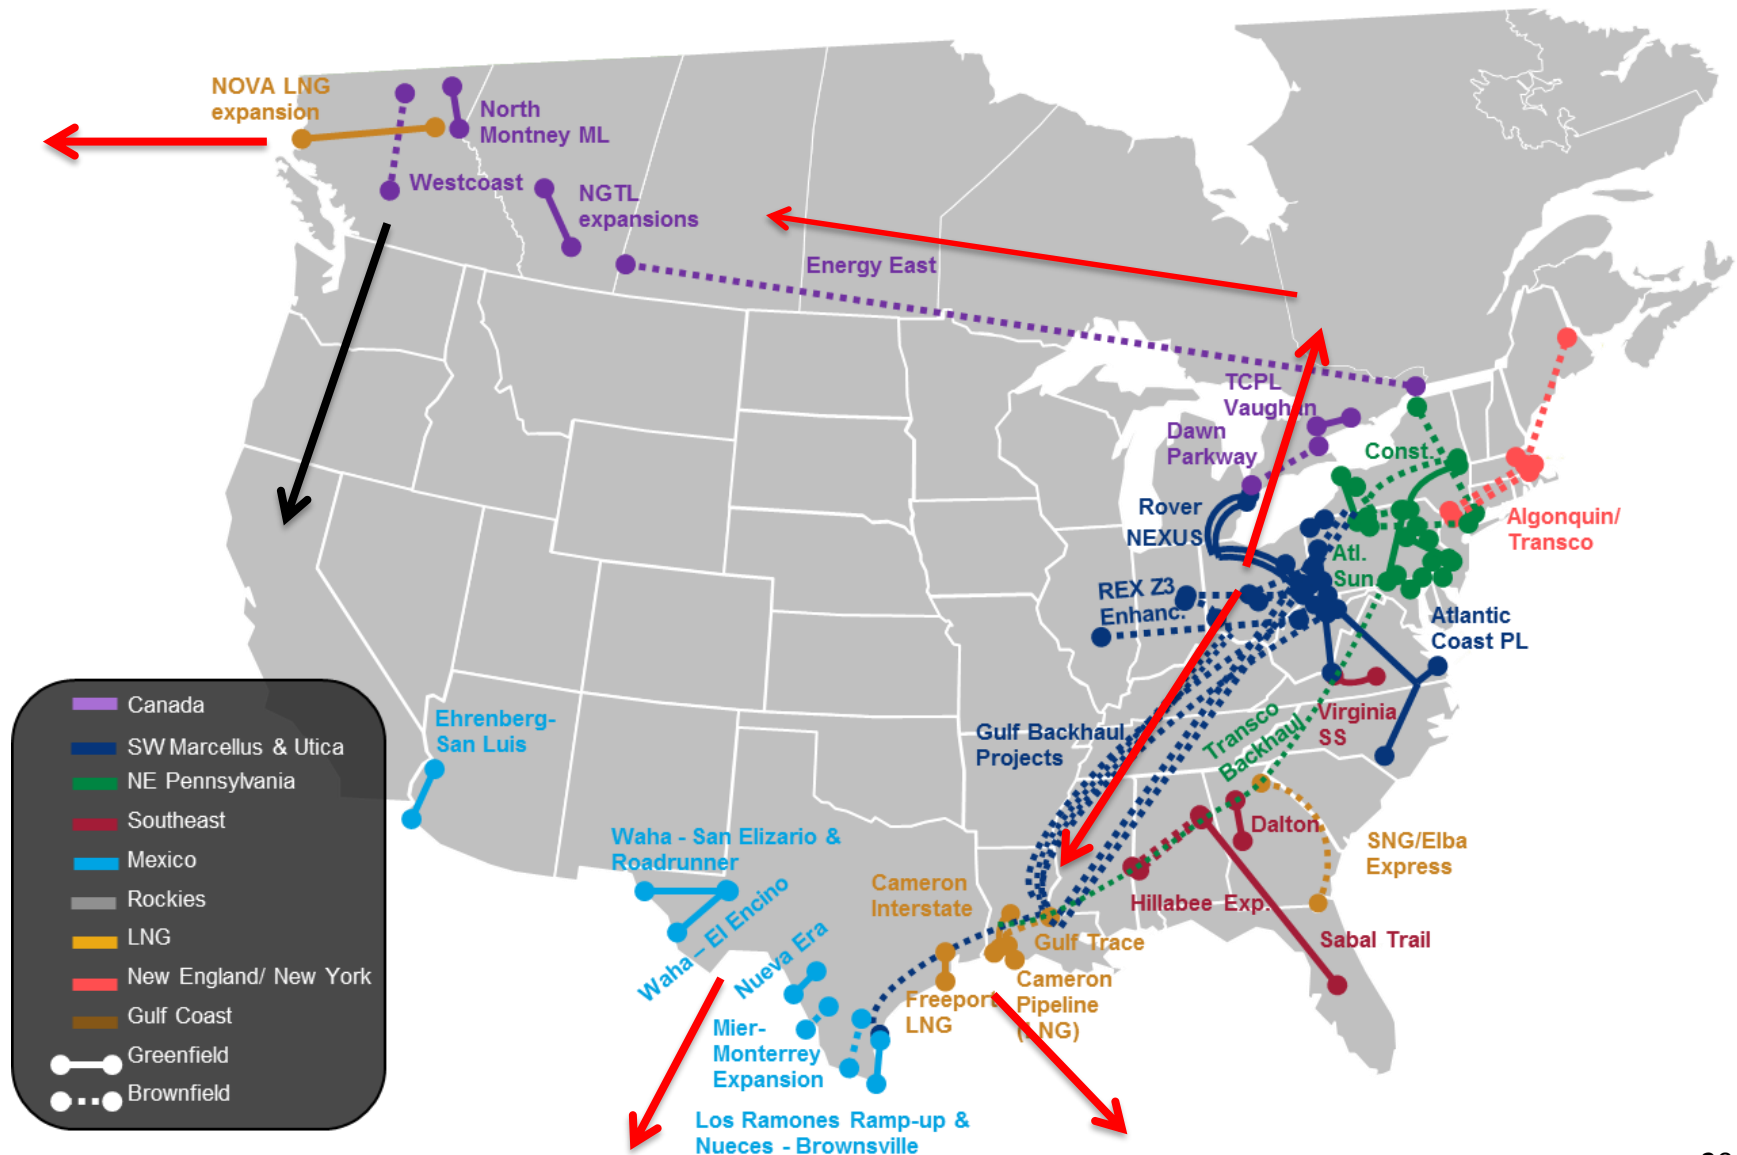 NOVA LNG
expansion
North
Montney ML
Westcoast
NGTL
expansions
Energy East
TCPL
Vaughan
Dawn
Parkway
Const.
Rover
NEXUS
Algonquin/
Transco
Atl.
Sun
REX Z3
Enhanc.
Atlantic
Coast PL
Virginia
SS
Transco
Backhaul
Gulf Backhaul
Projects
Ehrenberg-
San Luis
Canada
SW Marcellus & Utica
NE Pennsylvania
Southeast
Mexico
Rockies
LNG
New England/ New York
Gulf Coast
Greenfield
Brownfield
Waha - San Elizario &
Roadrunner
Waha – El Encino
Nueva Era
Mier-
Monterrey
Expansion
Los Ramones Ramp-up &
Nueces - Brownsville
Cameron
Interstate
Freeport
LNG
Gulf Trace
Cameron
Pipeline
(LNG)
Hillabee Exp.
Dalton
SNG/Elba
Express
Sabal Trail